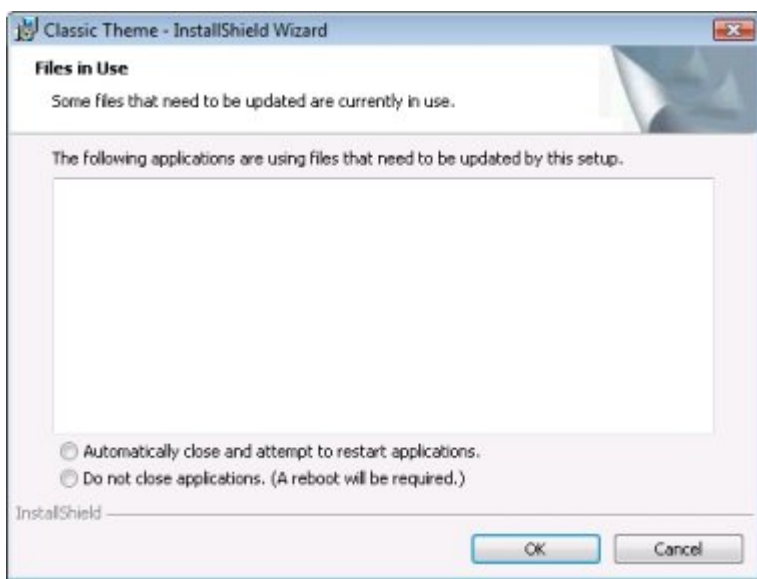 Classic Theme - InstallShield Wizard
Files in Use
Some files that need to be updated are currently in use.
The following applications are using files that need to be updated by this setup.
Automatically close and attempt to restart applications.
Do not close applications. (A reboot will be required.)
InstallShield
OK
Cancel